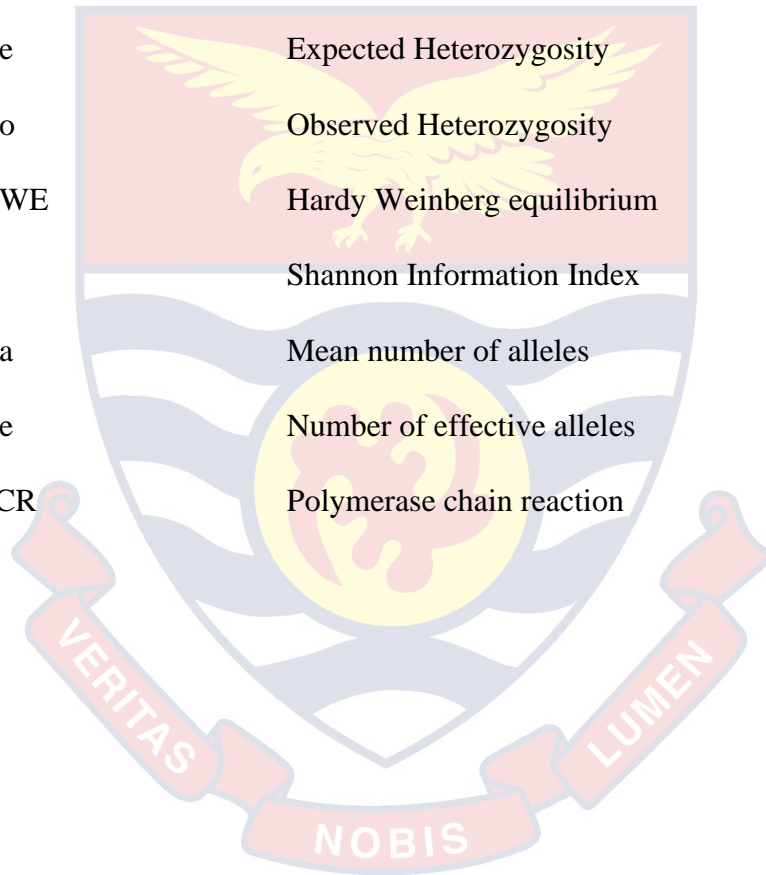 e Expected Heterozygosity
o Observed Heterozygosity
WE Hardy Weinberg equilibrium
Shannon Information Index
a Mean number of alleles
e Number of effective alleles
CR Polymerase chain reaction
VERITAS
NOBIS
LUMEN